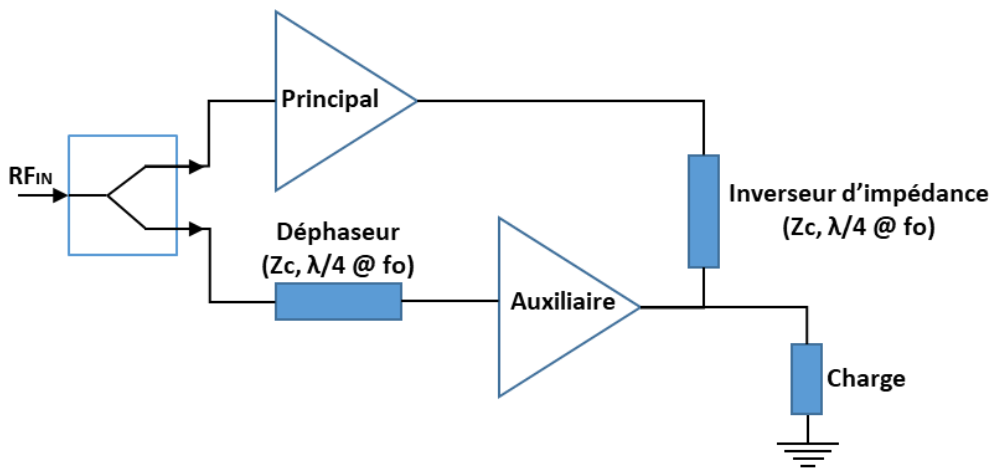 Principal
RFIN
Inverseur d'impédance
(Zc, λ/4 @ fo)
Déphaseur
(Zc, λ/4 @ fo)
Auxiliaire
Charge